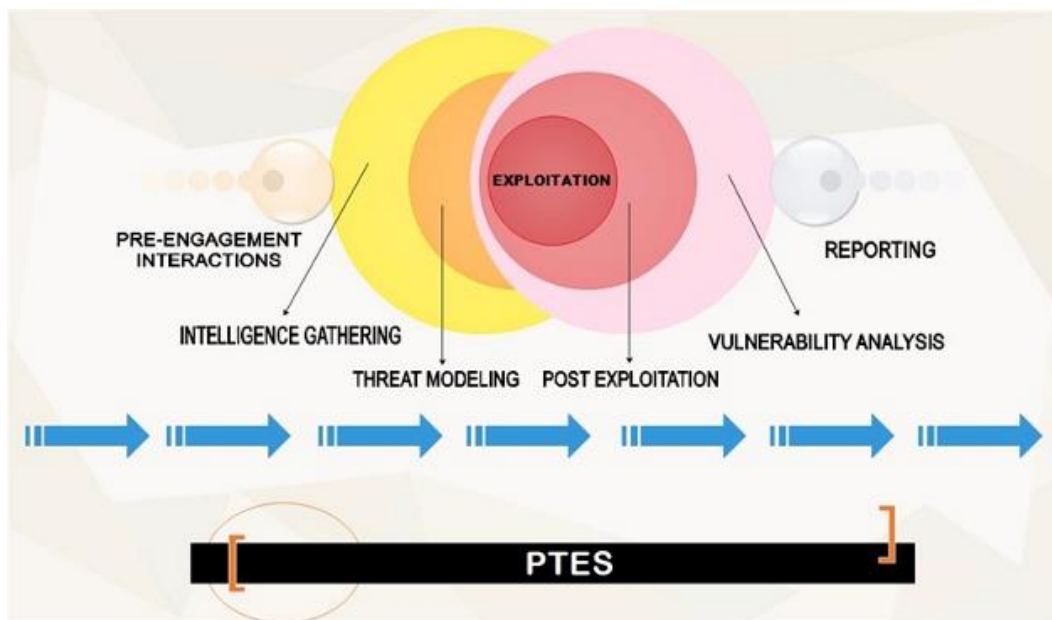 EXPLOITATION
PRE-ENGAGEMENT
INTERACTIONS
REPORTING
INTELLIGENCE GATHERING
VULNERABILITY ANALYSIS
THREAT MODELING
POST EXPLOITATION
PTES